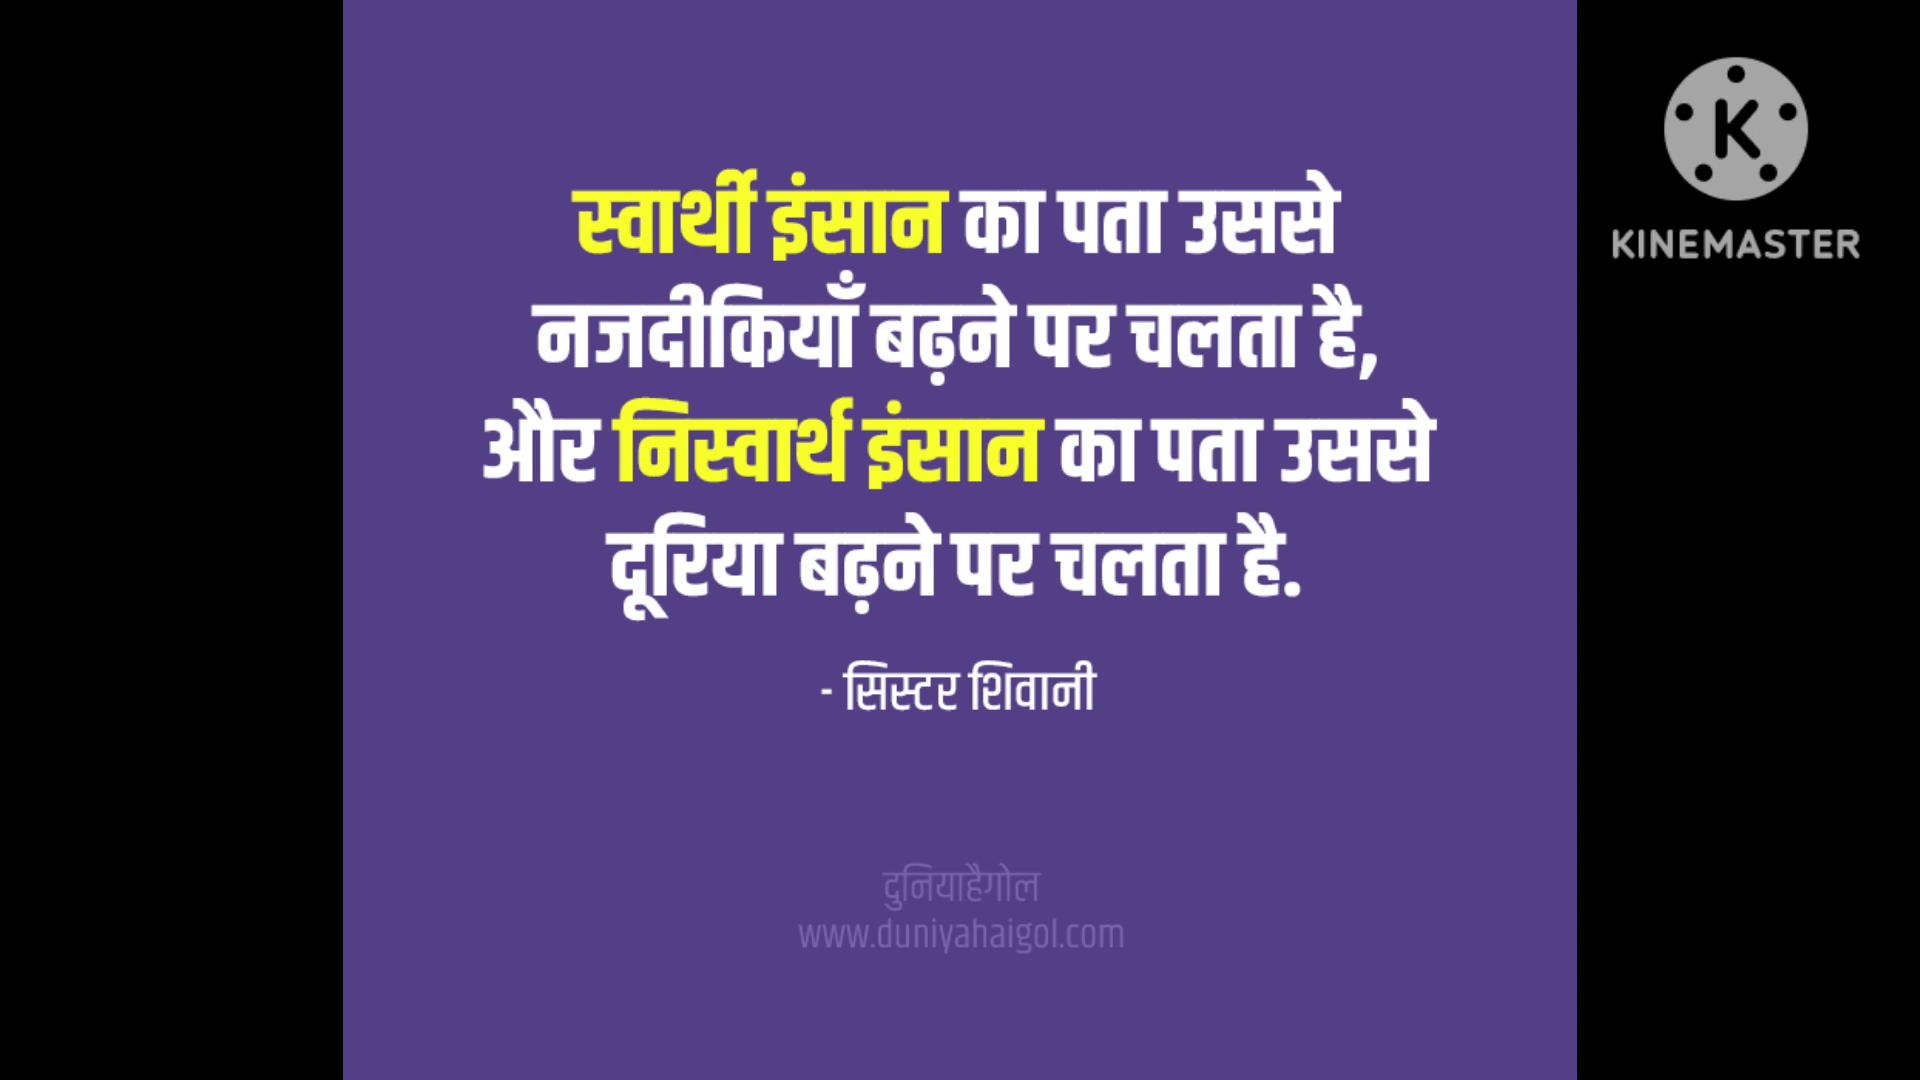 स्वार्थी इंसान का पता उससे
नजदीकियाँ बढ़ने पर चलता है,
और निस्वार्थ इंसान का पता उससे
दूरिया बढ़ने पर चलता है.
- सिस्टर शिवानी
दुनियाहैगोल
www.duniyahaigol.com
K
KINEMASTER